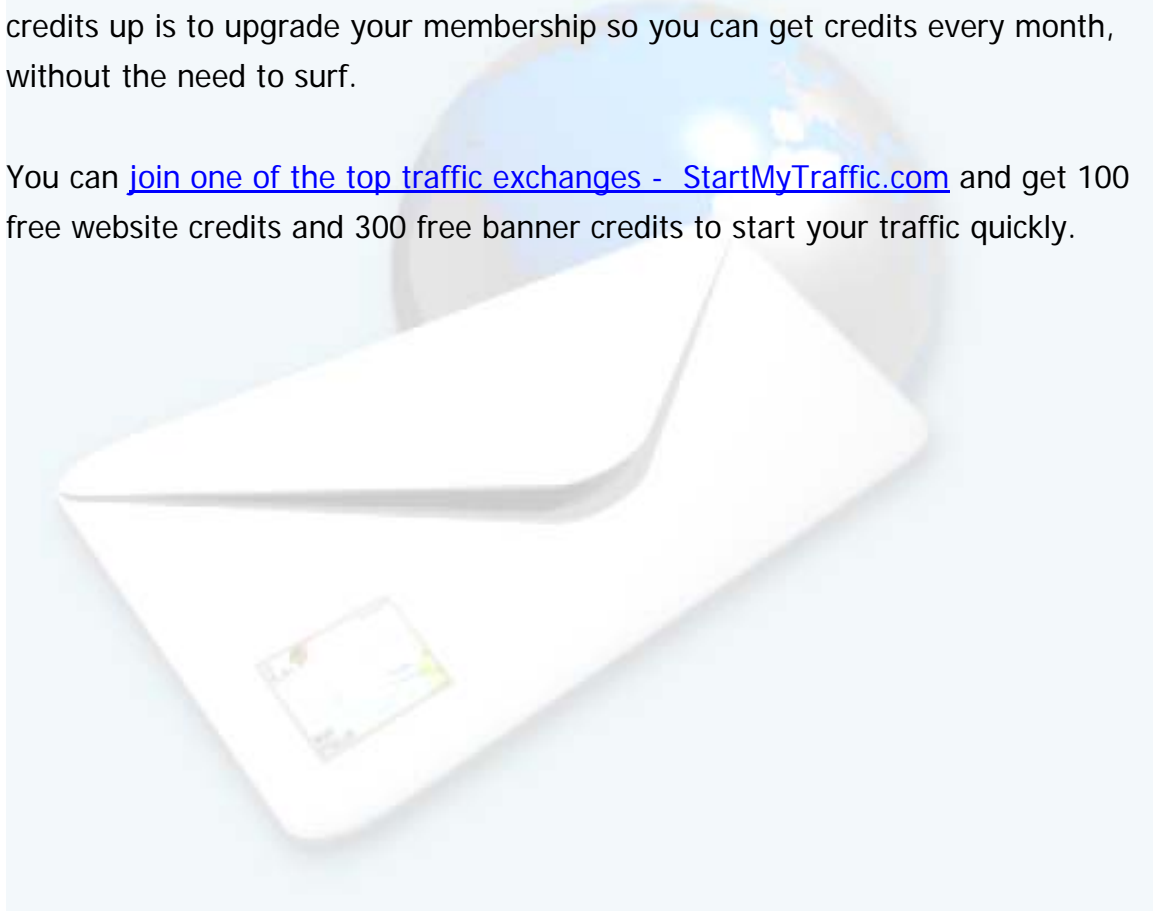 credits up is to upgrade your membership so you can get credits every month,
without the need to surf.
You can join one of the top traffic exchanges -  StartMyTraffic.com and get 100
free website credits and 300 free banner credits to start your traffic quickly.